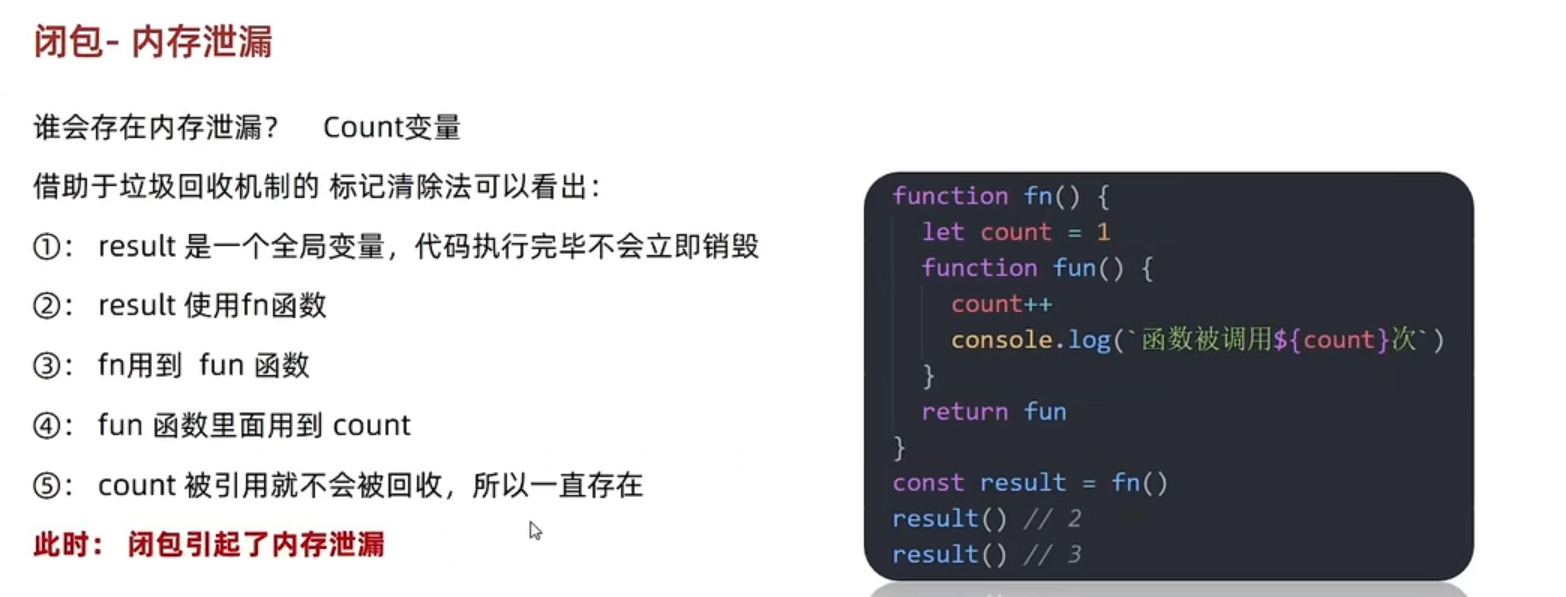 闭包- 内存泄漏
谁会存在内存泄漏？ Count变量
借助于垃圾回收机制的 标记清除法可以看出：
①： result 是一个全局变量，代码执行完毕不会立即销毁
②： result 使用fn函数
③： fn用到 fun 函数
④： fun 函数里面用到 count
⑤： count 被引用就不会被回收，所以一直存在
此时： 闭包引起了内存泄漏
function fn() {
  let count = 1
  function fun() {
    count++
    console.log(`函数被调用${count}次`)
  }
  return fun
}
const result = fn()
result() // 2
result() // 3